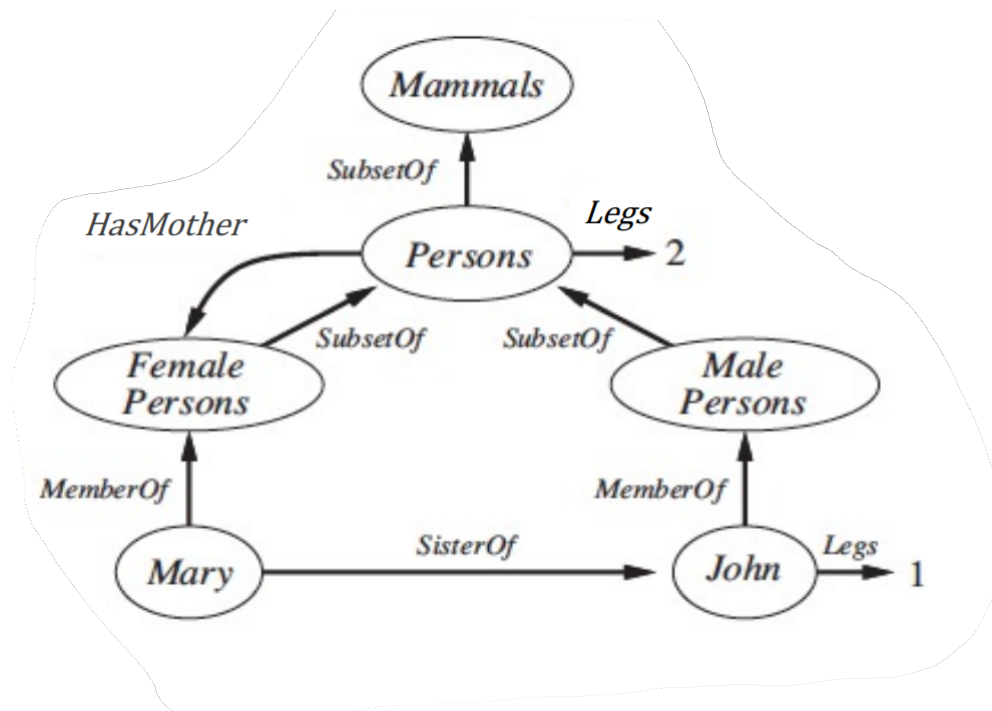 Mammals
SubsetOf
HasMother
Legs
Persons
2
SubsetOf
SubsetOf
Female
Persons
Male
Persons
MemberOf
MemberOf
Mary
SisterOf
John
Legs
1